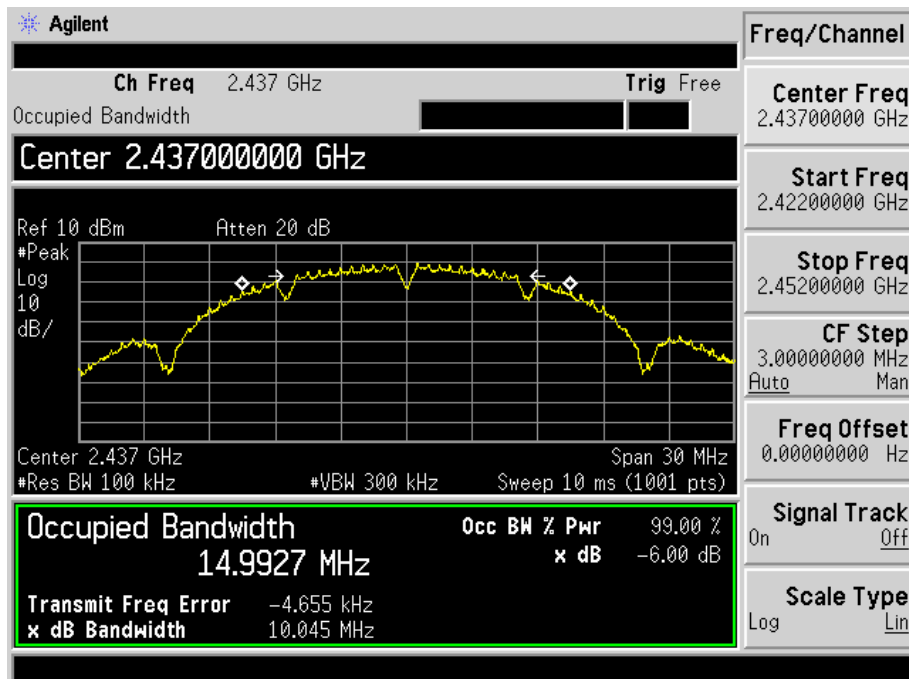 Agilent
Ch Freq 2.437 GHz Trig Free
Occupied Bandwidth
Center 2.437000000 GHz
Ref 10 dBm Atten 20 dB
#Peak
Log
10
dB/
Center 2.437 GHz Span 30 MHz
#Res BW 100 kHz #VBW 300 kHz Sweep 10 ms (1001 pts)
Occupied Bandwidth Occ BW % Pwr 99.00 %
14.9927 MHz x dB -6.00 dB
Transmit Freq Error -4.655 kHz
x dB Bandwidth 10.045 MHz
Freq/Channel
Center Freq
2.43700000 GHz
Start Freq
2.42200000 GHz
Stop Freq
2.45200000 GHz
CF Step
3.00000000 MHz
Auto Man
Freq Offset
0.00000000 Hz
Signal Track
On Off
Scale Type
Log Lin